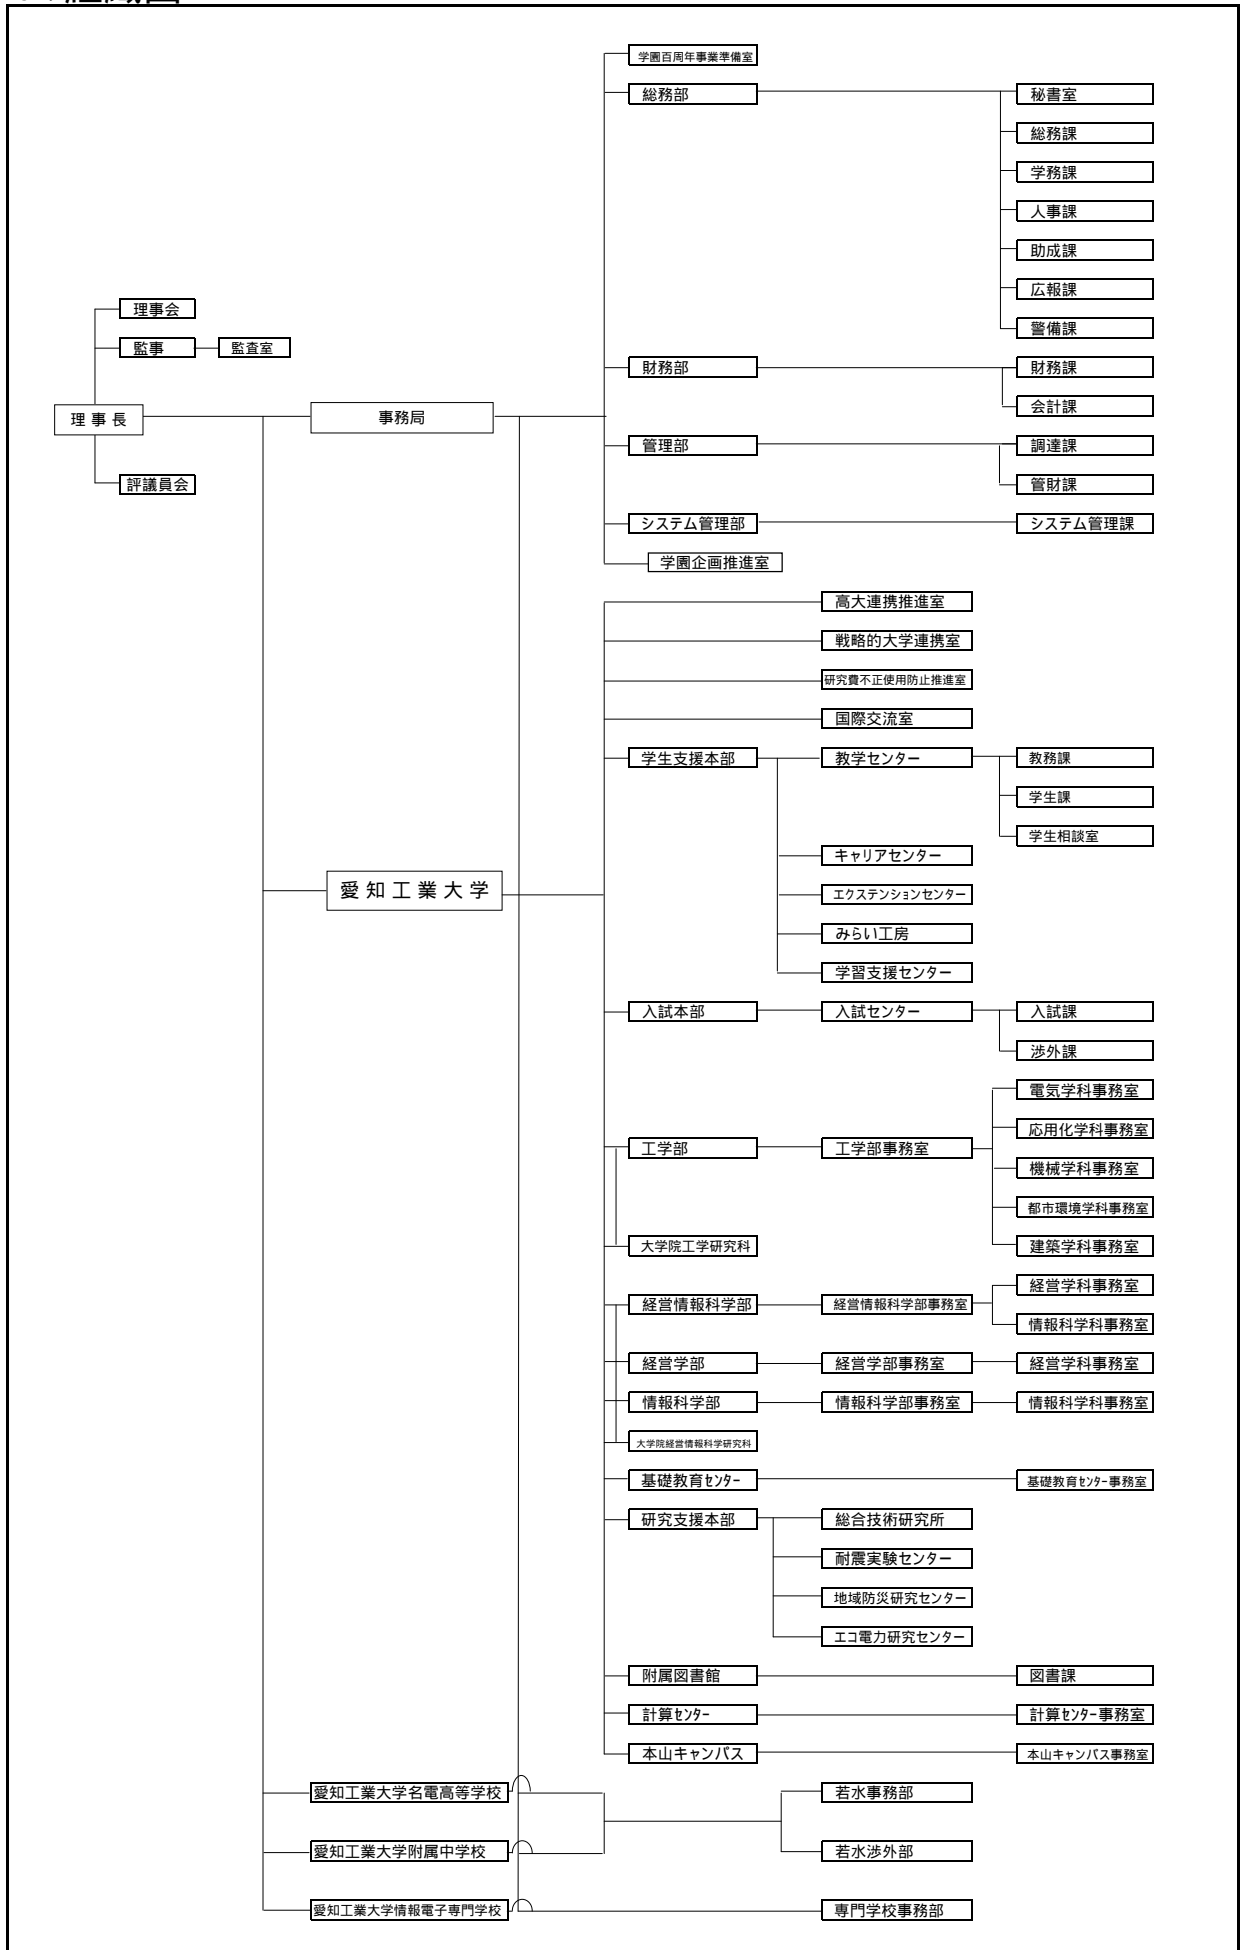 学園百周年事業準備室
総務部
秘書室
総務課
学務課
人事課
助成課
広報課
理事会
警備課
監事
監査室
財務部
財務課
会計課
理事長
事務局
管理部
調達課
評議員会
管財課
システム管理部
システム管理課
学園企画推進室
高大連携推進室
戦略的大学連携室
研究費不正使用防止推進室
国際交流室
学生支援本部
教学センター
教務課
学生課
学生相談室
キャリアセンター
愛知工業大学
エクステンションセンター
みらい工房
学習支援センター
入試本部
入試センター
入試課
渉外課
電気学科事務室
応用化学科事務室
工学部
工学部事務室
機械学科事務室
都市環境学科事務室
大学院工学研究科
建築学科事務室
経営学科事務室
経営情報科学部
経営情報科学部事務室
情報科学科事務室
経営学部
経営学部事務室
経営学科事務室
情報科学部
情報科学部事務室
情報科学科事務室
大学院経営情報科学研究科
基礎教育センター
基礎教育センター事務室
研究支援本部
総合技術研究所
耐震実験センター
地域防災研究センター
エコ電力研究センター
附属図書館
図書課
計算センター
計算センター事務室
本山キャンパス
本山キャンパス事務室
愛知工業大学名電高等学校
若水事務部
愛知工業大学附属中学校
若水渉外部
愛知工業大学情報電子専門学校
専門学校事務部